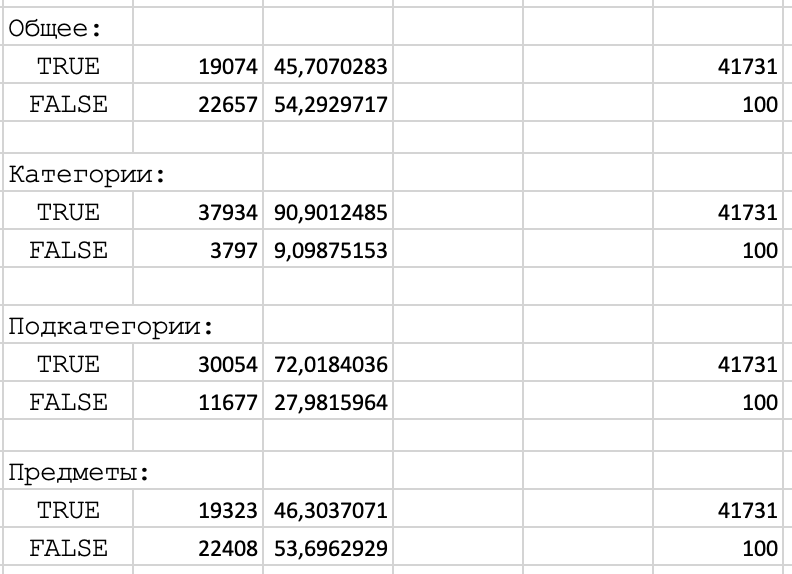 Общее:
TRUE 19074 45,7070283 41731
FALSE 22657 54,2929717 100
Категории:
TRUE 37934 90,9012485 41731
FALSE 3797 9,09875153 100
Подкатегории:
TRUE 30054 72,0184036 41731
FALSE 11677 27,9815964 100
Предметы:
TRUE 19323 46,3037071 41731
FALSE 22408 53,6962929 100